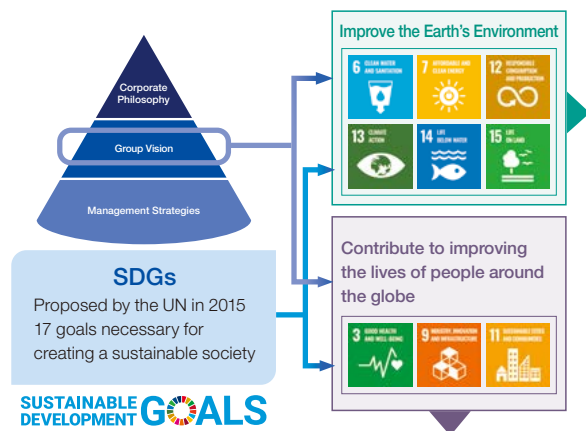 Corporate
Philosophy
Group Vision
Management Strategies
SDGs
Proposed by the UN in 2015
17 goals necessary for
creating a sustainable society
SUSTAINABLE
DEVELOPMENT
GOALS
Improve the Earth's Environment
6 CLEAN WATER
AND SANITATION
7 AFFORDABLE AND
CLEAN ENERGY
12 RESPONSIBLE
CONSUMPTION
AND PRODUCTION
13 CLIMATE
ACTION
14 LIFE
BELOW WATER
15 LIFE
ON LAND
Contribute to improving
the lives of people around
the globe
3 GOOD HEALTH
AND WELL-BEING
9 INDUSTRY, INNOVATION
AND INFRASTRUCTURE
11 SUSTAINABLE CITIES
AND COMMUNITIES